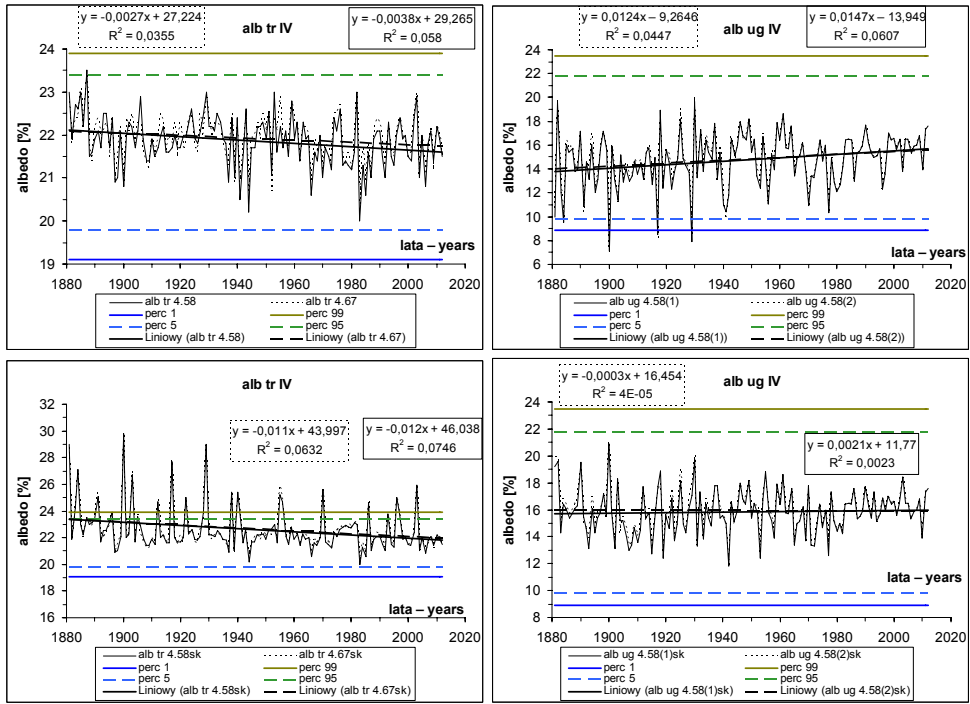 y = -0,0027x + 27,224
R² = 0,0355
y = -0,0038x + 29,265
R² = 0,058
alb tr IV
albedo [%]
24
23
22
21
20
19
lata – years
1880 1900 1920 1940 1960 1980 2000 2020
alb tr 4.58 alb tr 4.67
perc 1 perc 99
perc 5 perc 95
Liniowy (alb tr 4.58) Liniowy (alb tr 4.67)
y = 0,0124x – 9,2646
R² = 0,0447
y = 0,0147x – 13,949
R² = 0,0607
alb ug IV
albedo [%]
24
22
20
18
16
14
12
10
8
6
lata – years
1880 1900 1920 1940 1960 1980 2000 2020
alb ug 4.58(1) alb ug 4.58(2)
perc 1 perc 99
perc 5 perc 95
Liniowy (alb ug 4.58(1)) Liniowy (alb ug 4.58(2))
alb tr IV
y = -0,011x + 43,997
R² = 0,0632
y = -0,012x + 46,038
R² = 0,0746
albedo [%]
32
30
28
26
24
22
20
18
16
lata – years
1880 1900 1920 1940 1960 1980 2000 2020
alb tr 4.58sk alb tr 4.67sk
perc 1 perc 99
perc 5 perc 95
Liniowy (alb tr 4.58sk) Liniowy (alb tr 4.67sk)
y = -0,0003x + 16,454
R² = 4E-05
alb ug IV
y = 0,0021x + 11,77
R² = 0,0023
albedo [%]
24
22
20
18
16
14
12
10
8
lata – years
1880 1900 1920 1940 1960 1980 2000 2020
alb ug 4.58(1)sk alb ug 4.58(2)sk
perc 1 perc 99
perc 5 perc 95
Liniowy (alb ug 4.58(1)sk) Liniowy (alb ug 4.58(2)sk)